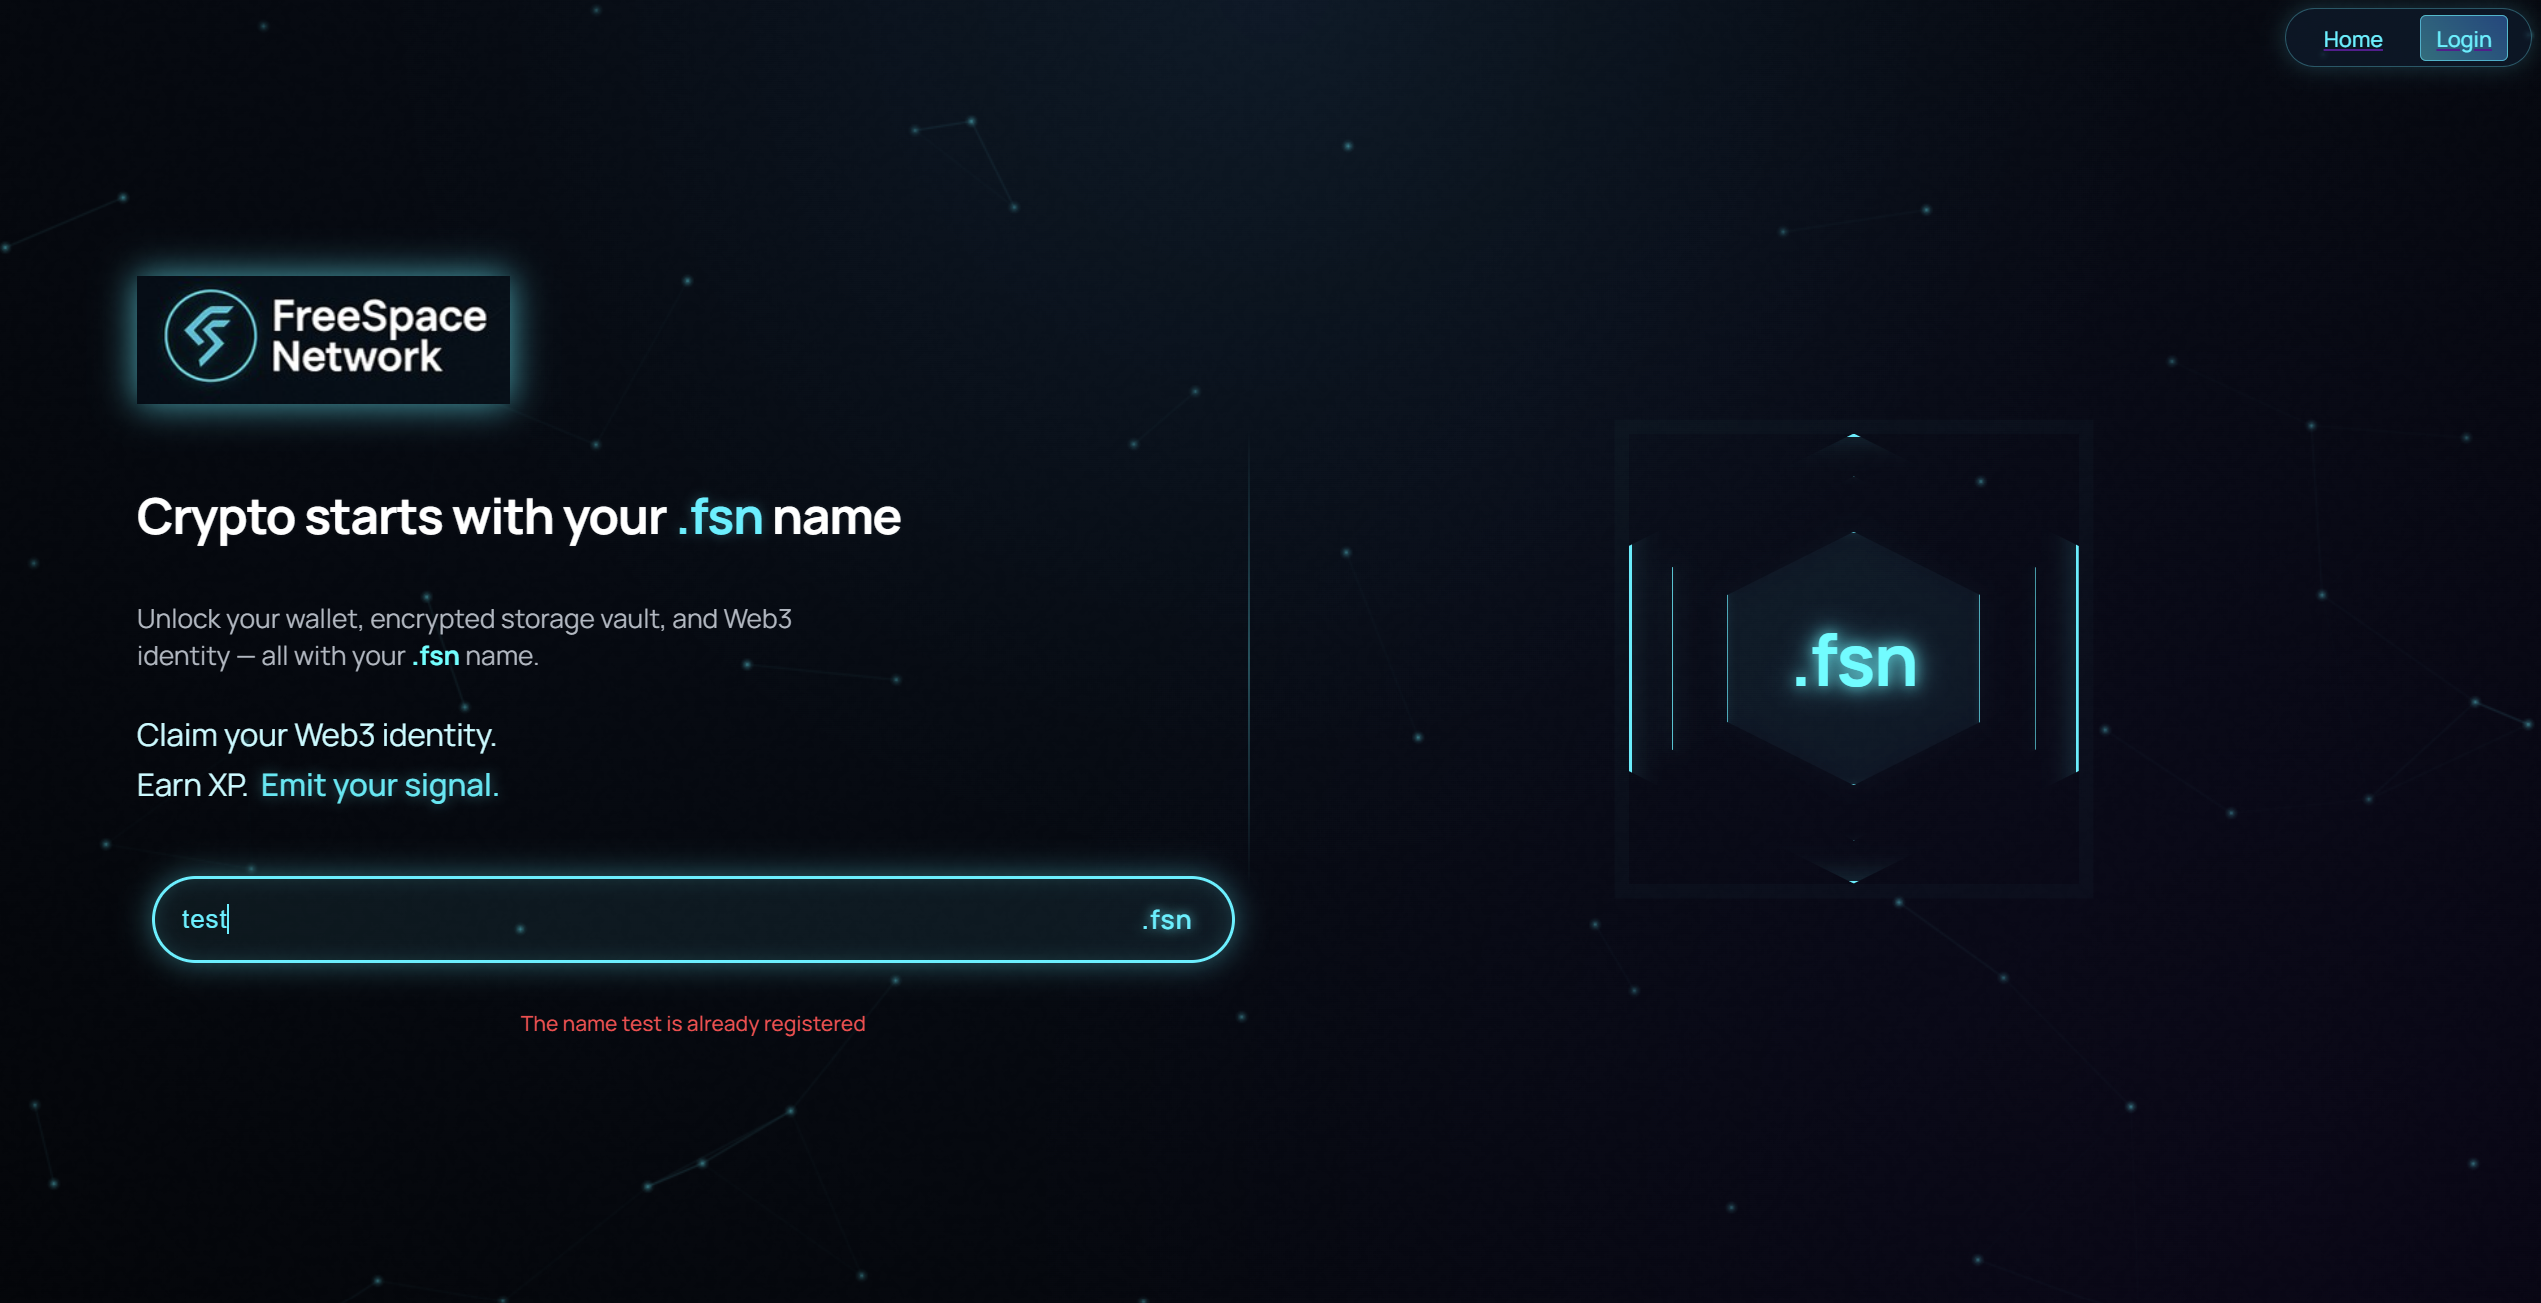 Home
Login
FreeSpace
Network
Crypto starts with your .fsn name
Unlock your wallet, encrypted storage vault, and Web3
identity — all with your .fsn name.
Claim your Web3 identity.
Earn XP. Emit your signal.
test
.fsn
The name test is already registered
.fsn